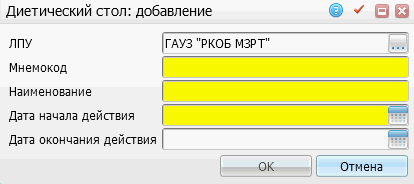 Диетический стол: добавление
ЛПУ ГАУЗ "РКОБ МЗРТ" ...
Мнемокод
Наименование
Дата начала действия
Дата окончания действия
ОК Отмена